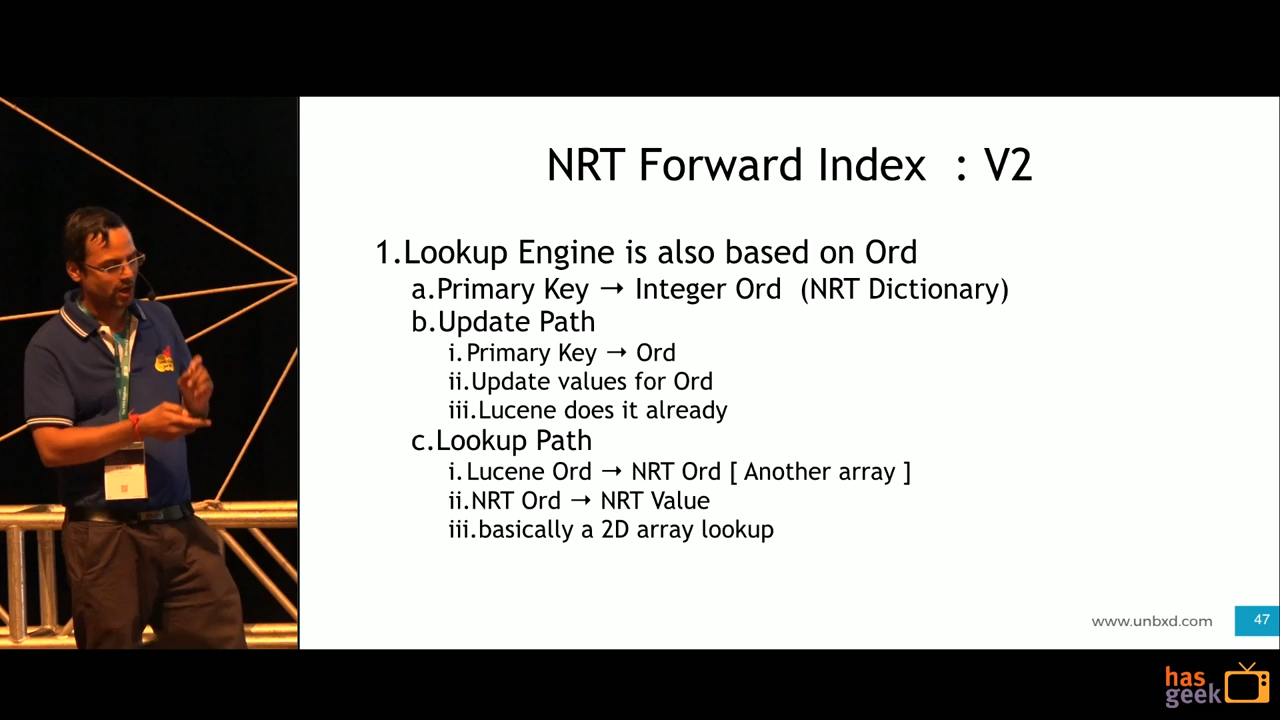 NRT Forward Index : V2
1.Lookup Engine is also based on Ord
a.Primary Key → Integer Ord (NRT Dictionary)
b.Update Path
i.Primary Key → Ord
ii.Update values for Ord
iii.Lucene does it already
c.Lookup Path
i.Lucene Ord → NRT Ord [ Another array ]
ii.NRT Ord → NRT Value
iii.basically a 2D array lookup
www.unbxd.com
47
has
geek